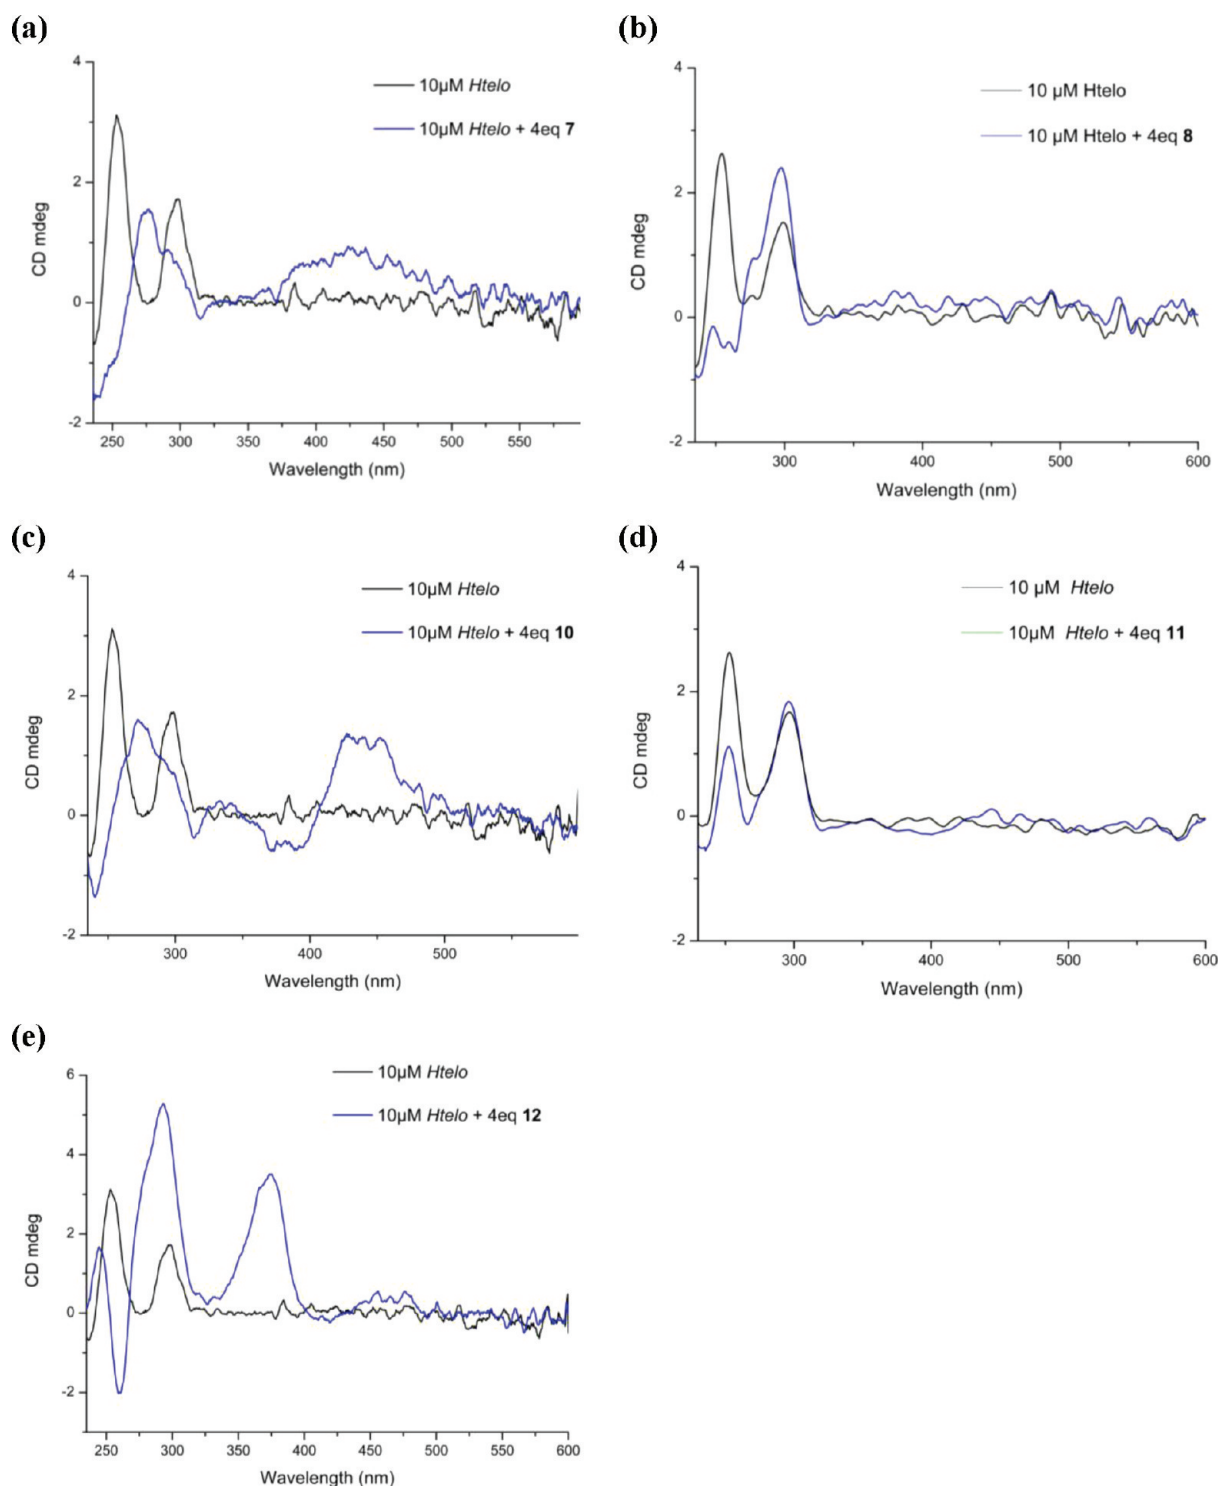 (a)
4
2
0
-2
CD mdeg
10µM Htelo
10µM Htelo + 4eq 7
250 300 350 400 450 500 550
Wavelength (nm)
(b)
4
2
0
-2
CD mdeg
10 µM Htelo
10 µM Htelo + 4eq 8
300 400 500 600
Wavelength (nm)
(c)
4
2
0
-2
CD mdeg
10µM Htelo
10µM Htelo + 4eq 10
300 400 500
Wavelength (nm)
(d)
4
2
0
-2
CD mdeg
10 µM Htelo
10µM Htelo + 4eq 11
300 400 500 600
Wavelength (nm)
(e)
6
4
2
0
-2
CD mdeg
10µM Htelo
10µM Htelo + 4eq 12
250 300 350 400 450 500 550 600
Wavelength (nm)